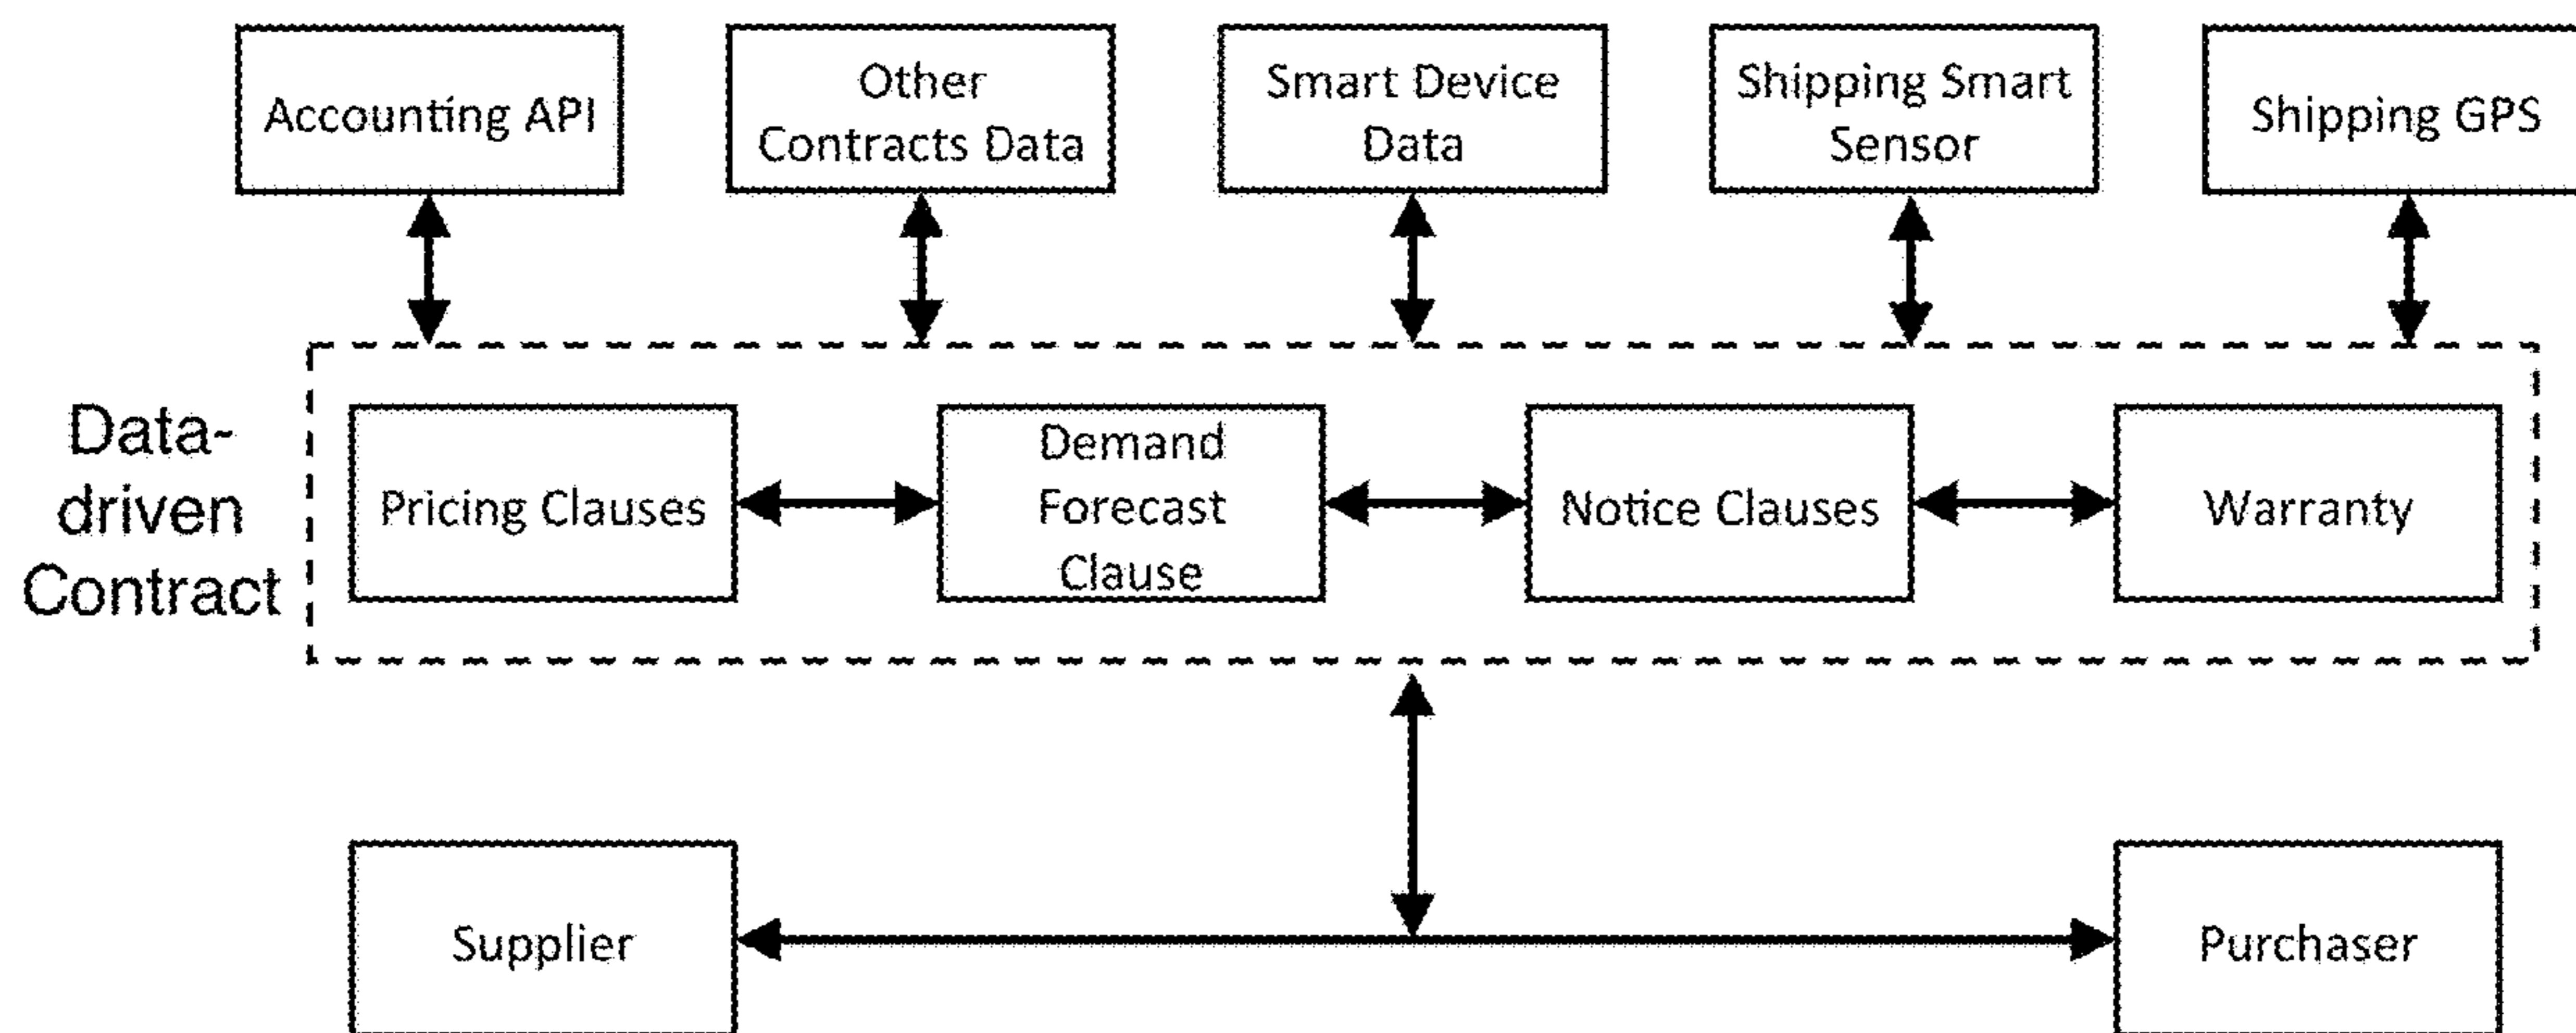 Accounting API
Other
Contracts Data
Smart Device
Data
Shipping Smart
Sensor
Shipping GPS
Data-
driven
Contract
Pricing Clauses
Demand
Forecast
Clause
Notice Clauses
Warranty
Supplier
Purchaser